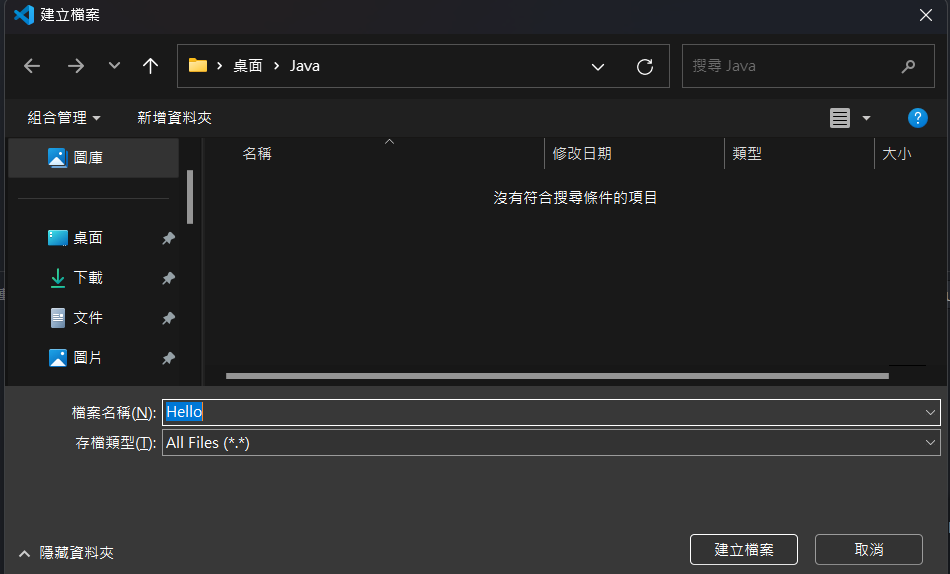 建立檔案
桌面 Java
搜尋 Java
組合管理 新增資料夾
圖庫
名稱 修改日期 類型 大小
沒有符合搜尋條件的項目
桌面
下載
文件
圖片
檔案名稱(N): Hello
存檔類型(T): All Files (*.*)
隱藏資料夾 建立檔案 取消